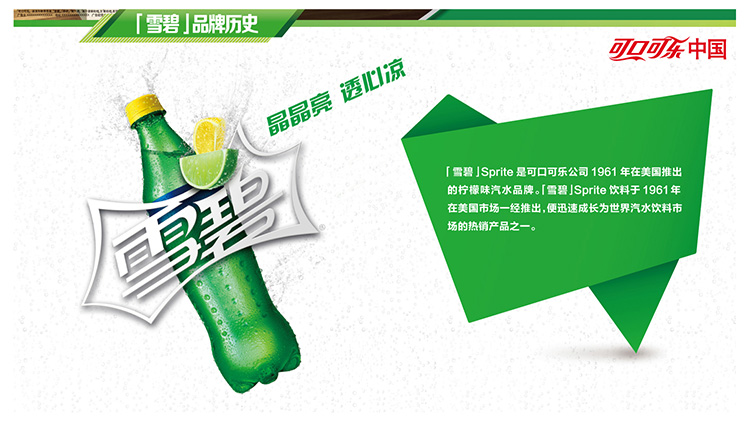 「雪碧」品牌历史
可口可乐中国
晶晶亮 透心凉
雪碧
「雪碧」Sprite 是可口可乐公司 1961 年在美国推出
的柠檬味汽水品牌。「雪碧」Sprite 饮料于 1961 年
在美国市场一经推出,便迅速成长为世界汽水饮料市
场的热销产品之一。